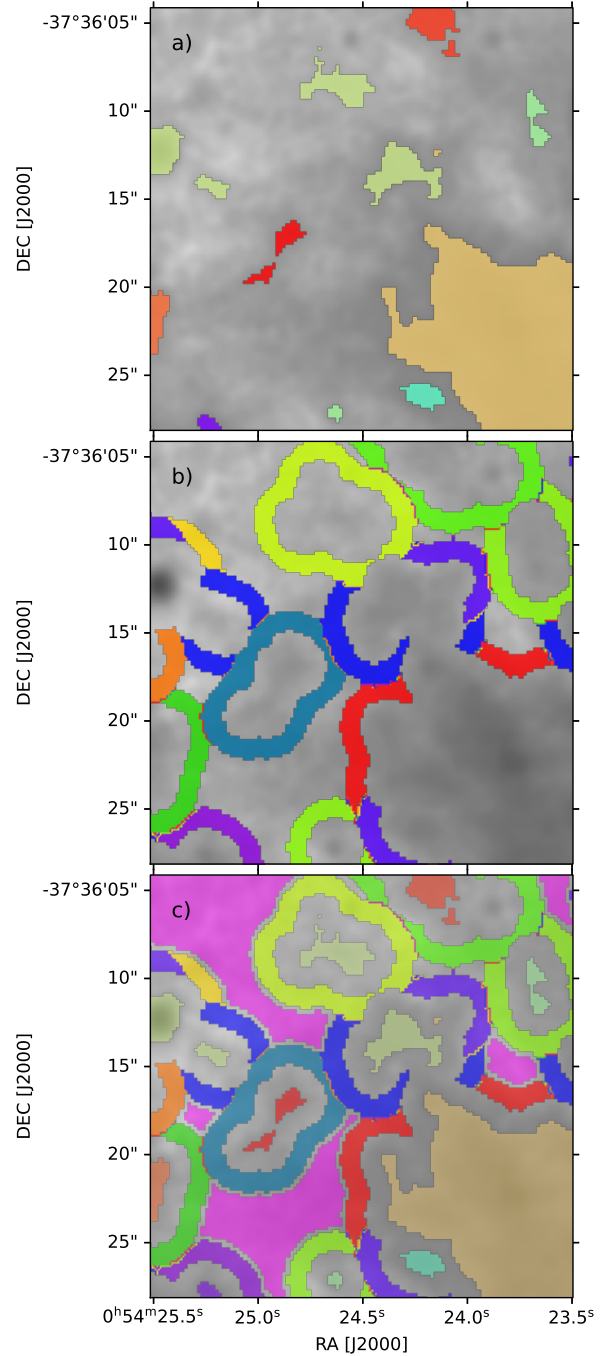 -37°36'05"
a)
10"
15"
DEC [J2000]
20"
25"
-37°36'05"
b)
10"
15"
DEC [J2000]
20"
25"
-37°36'05"
c)
10"
15"
DEC [J2000]
20"
25"
0ʰ54ᵐ25.5ˢ 25.0ˢ 24.5ˢ 24.0ˢ 23.5ˢ
RA [J2000]